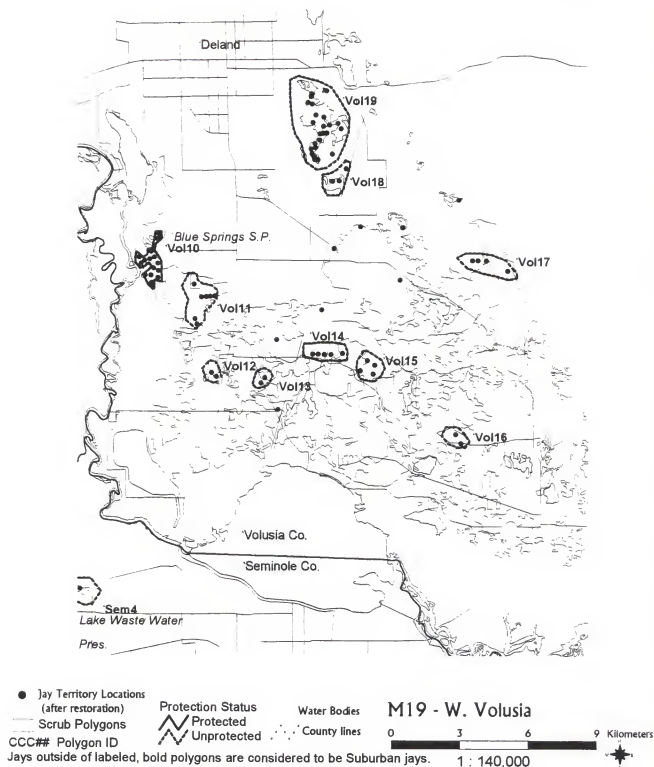 Deland
Vol19
Vol18
Blue Springs S.P.
Vol10
Vol17
Vol11
Vol14
Vol15
Vol12
Vol13
Vol16
Volusia Co.
Seminole Co.
Sem4
Lake Waste Water
Pres.
Jay Territory Locations
(after restoration)
Scrub Polygons
CCC## Polygon ID
Protection Status
Protected
Unprotected
Water Bodies
County lines
M19 - W. Volusia
0 3 6 9 Kilometers
1 : 140,000
Jays outside of labeled, bold polygons are considered to be Suburban jays.